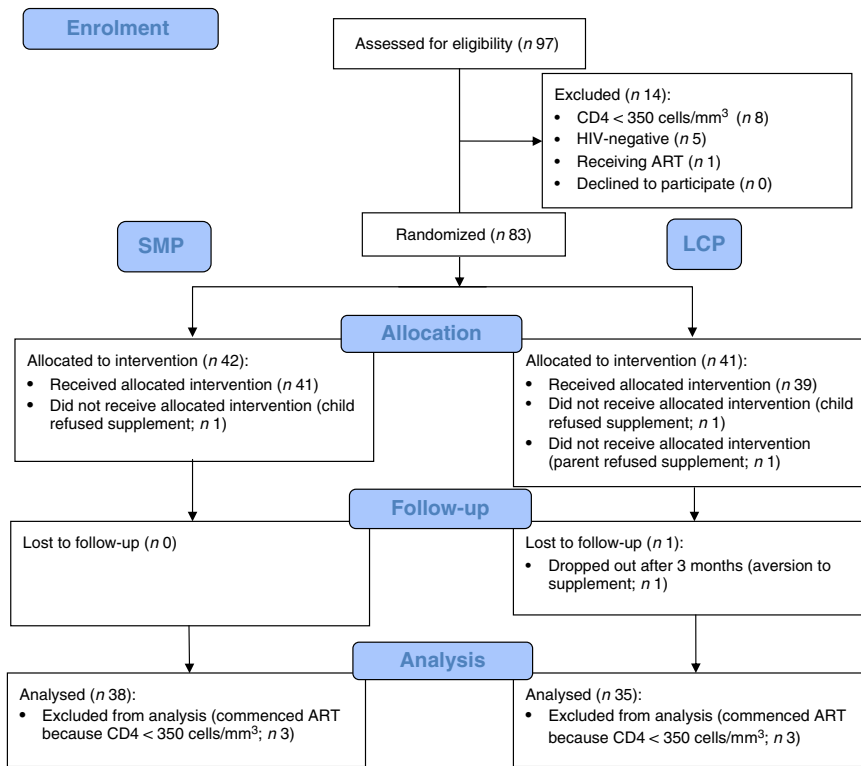 Enrolment
Assessed for eligibility (n 97)
Excluded (n 14):
• CD4 < 350 cells/mm³ (n 8)
• HIV-negative (n 5)
• Receiving ART (n 1)
• Declined to participate (n 0)
Randomized (n 83)
SMP
LCP
Allocation
Allocated to intervention (n 42):
• Received allocated intervention (n 41)
• Did not receive allocated intervention (child
refused supplement; n 1)
Allocated to intervention (n 41):
• Received allocated intervention (n 39)
• Did not receive allocated intervention (child
refused supplement; n 1)
• Did not receive allocated intervention
(parent refused supplement; n 1)
Follow-up
Lost to follow-up (n 0)
Lost to follow-up (n 1):
• Dropped out after 3 months (aversion to
supplement; n 1)
Analysis
Analysed (n 38):
• Excluded from analysis (commenced ART
because CD4 < 350 cells/mm³; n 3)
Analysed (n 35):
• Excluded from analysis (commenced ART
because CD4 < 350 cells/mm³; n 3)